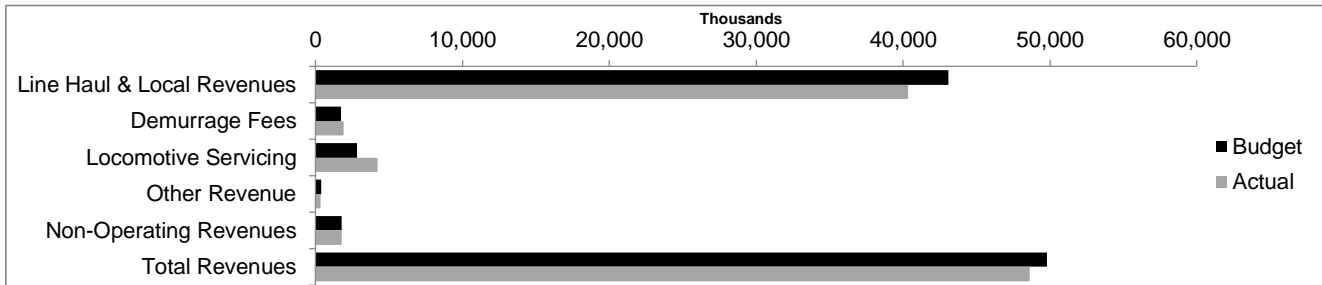 Thousands
0 10,000 20,000 30,000 40,000 50,000 60,000
Line Haul & Local Revenues
Demurrage Fees
Locomotive Servicing
Other Revenue
Non-Operating Revenues
Total Revenues
Budget
Actual